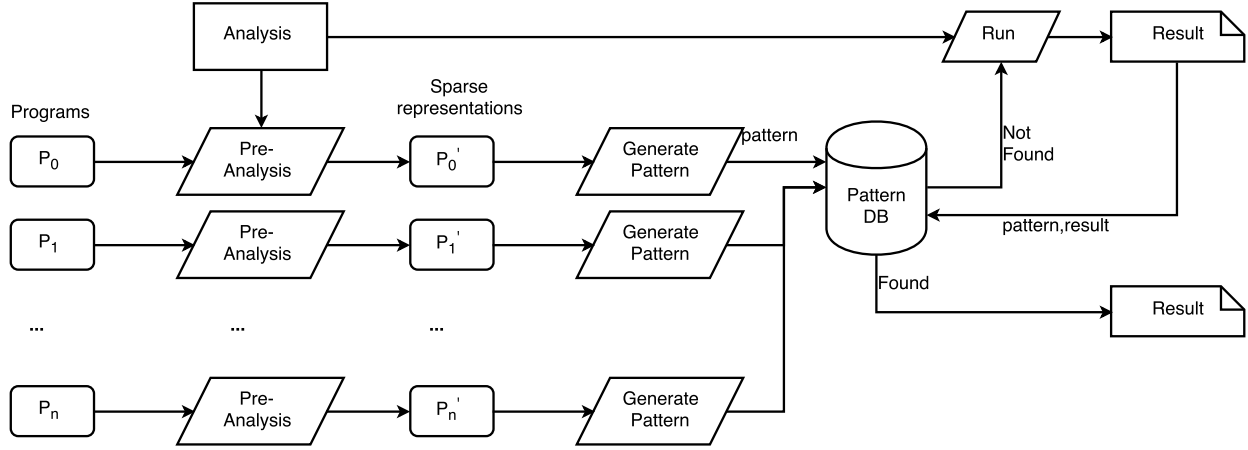 Analysis
Run
Result
Programs
Sparse
representations
P0
Pre-
Analysis
P0'
Generate
Pattern
pattern
Not
Found
Pattern
DB
P1
Pre-
Analysis
P1'
Generate
Pattern
pattern,result
Found
Result
...
...
...
Pn
Pre-
Analysis
Pn'
Generate
Pattern